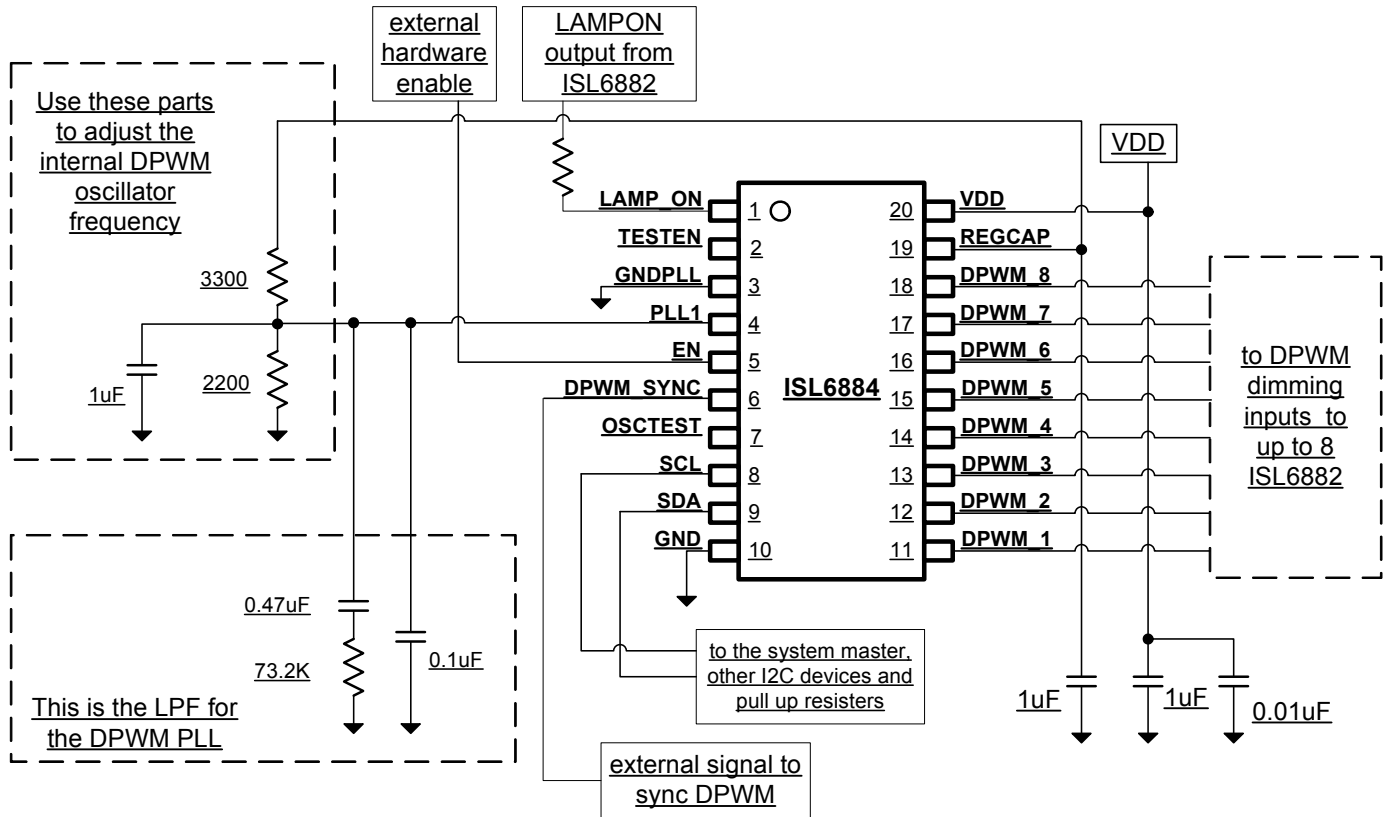 external
hardware
enable
LAMPON
output from
ISL6882
Use these parts
to adjust the
internal DPWM
oscillator
frequency
3300
1uF
2200
VDD
LAMP_ON
TESTEN
GNDPLL
PLL1
EN
DPWM_SYNC
OSCTEST
SCL
SDA
GND
1
2
3
4
5
6
7
8
9
10
ISL6884
20
19
18
17
16
15
14
13
12
11
VDD
REGCAP
DPWM_8
DPWM_7
DPWM_6
DPWM_5
DPWM_4
DPWM_3
DPWM_2
DPWM_1
to DPWM
dimming
inputs to
up to 8
ISL6882
0.47uF
73.2K
0.1uF
This is the LPF for
the DPWM PLL
to the system master,
other I2C devices and
pull up resisters
1uF
1uF
0.01uF
external signal to
sync DPWM